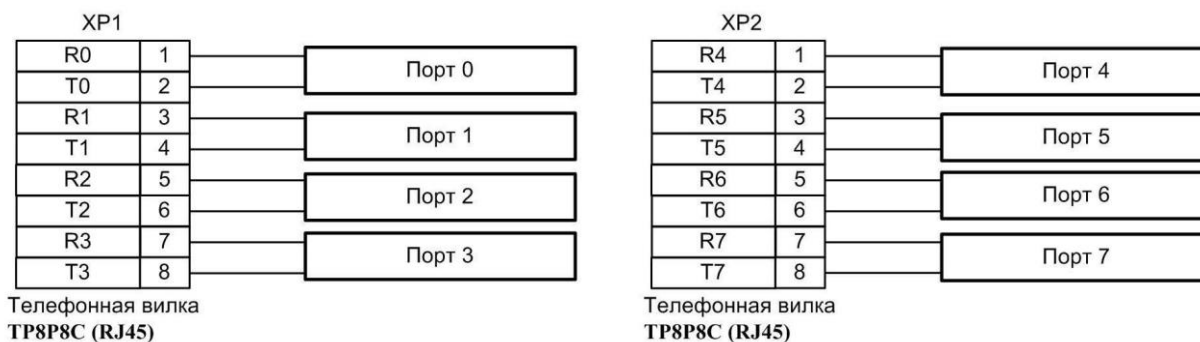 XP1
R0 1
T0 2
Порт 0
R1 3
T1 4
Порт 1
R2 5
T2 6
Порт 2
R3 7
T3 8
Порт 3
Телефонная вилка
TP8P8C (RJ45)
XP2
R4 1
T4 2
Порт 4
R5 3
T5 4
Порт 5
R6 5
T6 6
Порт 6
R7 7
T7 8
Порт 7
Телефонная вилка
TP8P8C (RJ45)